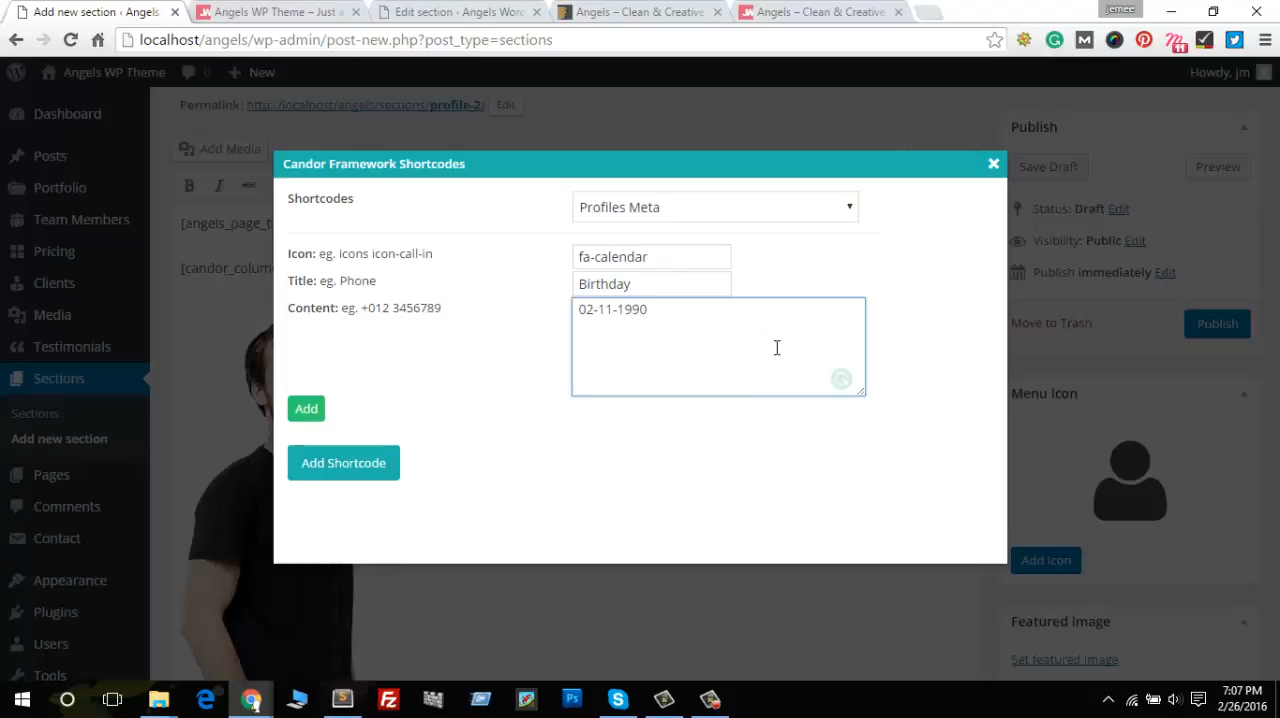 Add new section ‹ Angels
Angels WP Theme – Just a
Edit section ‹ Angels Wor
Angels – Clean & Creative
Angels – Clean & Creative
jemee
localhost/angels/wp-admin/post-new.php?post_type=sections
M
11
Angels WP Theme
0
+ New
Howdy, jm
Dashboard
Posts
Portfolio
Team Members
Pricing
Clients
Media
Testimonials
Sections
Sections
Add new section
Pages
Comments
Contact
Appearance
Plugins
Users
Tools
Permalink: http://localhost/angels/sections/profile-2/ Edit
Add Media
B I ABC
[angels_page_ti
[candor_colum
Candor Framework Shortcodes
Shortcodes
Profiles Meta
Icon: eg. icons icon-call-in
fa-calendar
Title: eg. Phone
Birthday
Content: eg. +012 3456789
02-11-1990
Add
Add Shortcode
Publish
Save Draft
Preview
Status: Draft Edit
Visibility: Public Edit
Publish immediately Edit
Move to Trash
Publish
Menu Icon
Add Icon
Featured Image
Set featured image
7:07 PM
2/26/2016